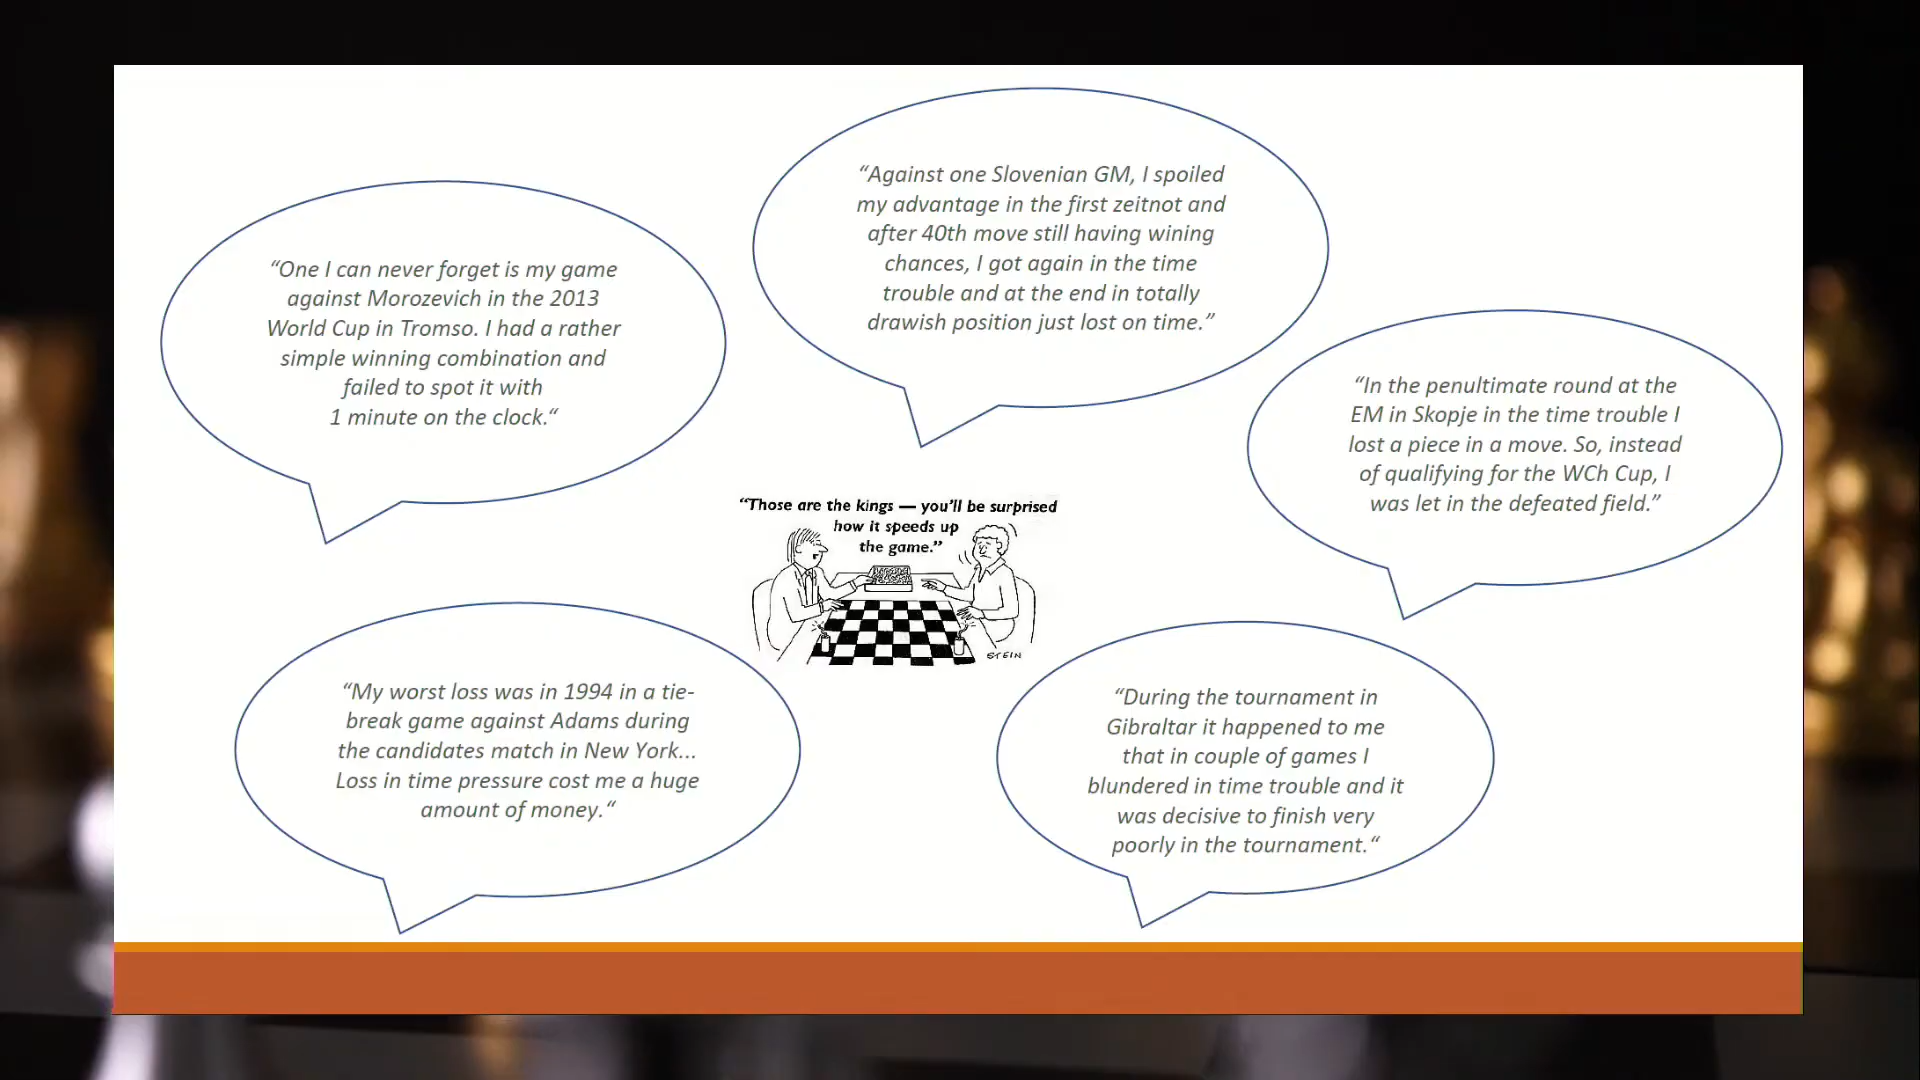 “One I can never forget is my game
against Morozevich in the 2013
World Cup in Tromso. I had a rather
simple winning combination and
failed to spot it with
1 minute on the clock.“
“Against one Slovenian GM, I spoiled
my advantage in the first zeitnot and
after 40th move still having wining
chances, I got again in the time
trouble and at the end in totally
drawish position just lost on time.”
“In the penultimate round at the
EM in Skopje in the time trouble I
lost a piece in a move. So, instead
of qualifying for the WCh Cup, I
was let in the defeated field.”
“Those are the kings — you’ll be surprised
how it speeds up
the game.”
STEIN
“My worst loss was in 1994 in a tie-
break game against Adams during
the candidates match in New York...
Loss in time pressure cost me a huge
amount of money.“
“During the tournament in
Gibraltar it happened to me
that in couple of games I
blundered in time trouble and it
was decisive to finish very
poorly in the tournament.“